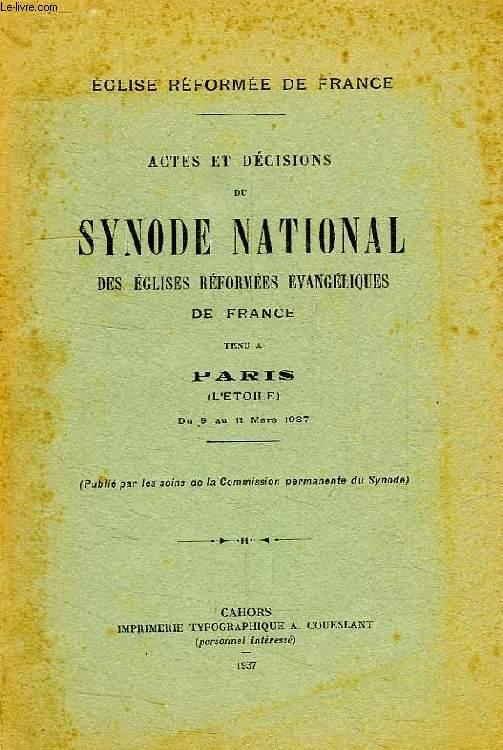 Le-livre.com
ÉGLISE RÉFORMÉE DE FRANCE
ACTES ET DÉCISIONS
DU
SYNODE NATIONAL
DES ÉGLISES RÉFORMÉES ÉVANGÉLIQUES
DE FRANCE
TENU A
PARIS
(L'ETOILE)
Du 9 au 11 Mars 1937
(Publié par les soins de la Commission permanente du Synode)
CAHORS
IMPRIMERIE TYPOGRAPHIQUE A. COUESLANT
(personnel intéressé)
1937